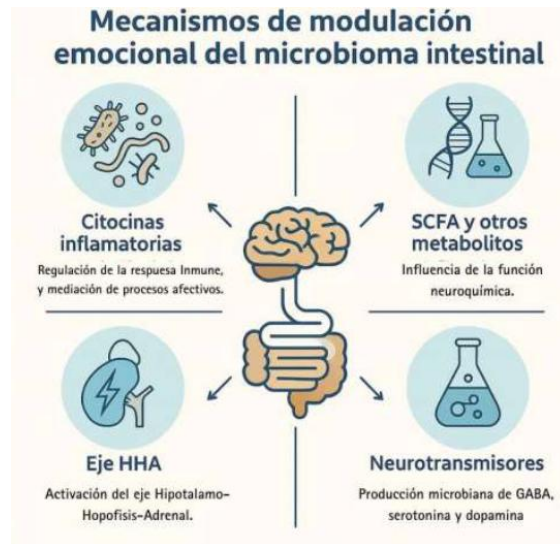 Mecanismos de modulación
emocional del microbioma intestinal
Citocinas
inflamatorias
Regulación de la respuesa Inmune,
y mediación de procesos afectivos.
SCFA y otros
metabolitos
Influencia de la función
neuroquímica.
Eje HHA
Activación del eje Hipotalamo-
Hopofisis-Adrenal.
Neurotransmisores
Producción microbiana de GABA,
serotonina y dopamina